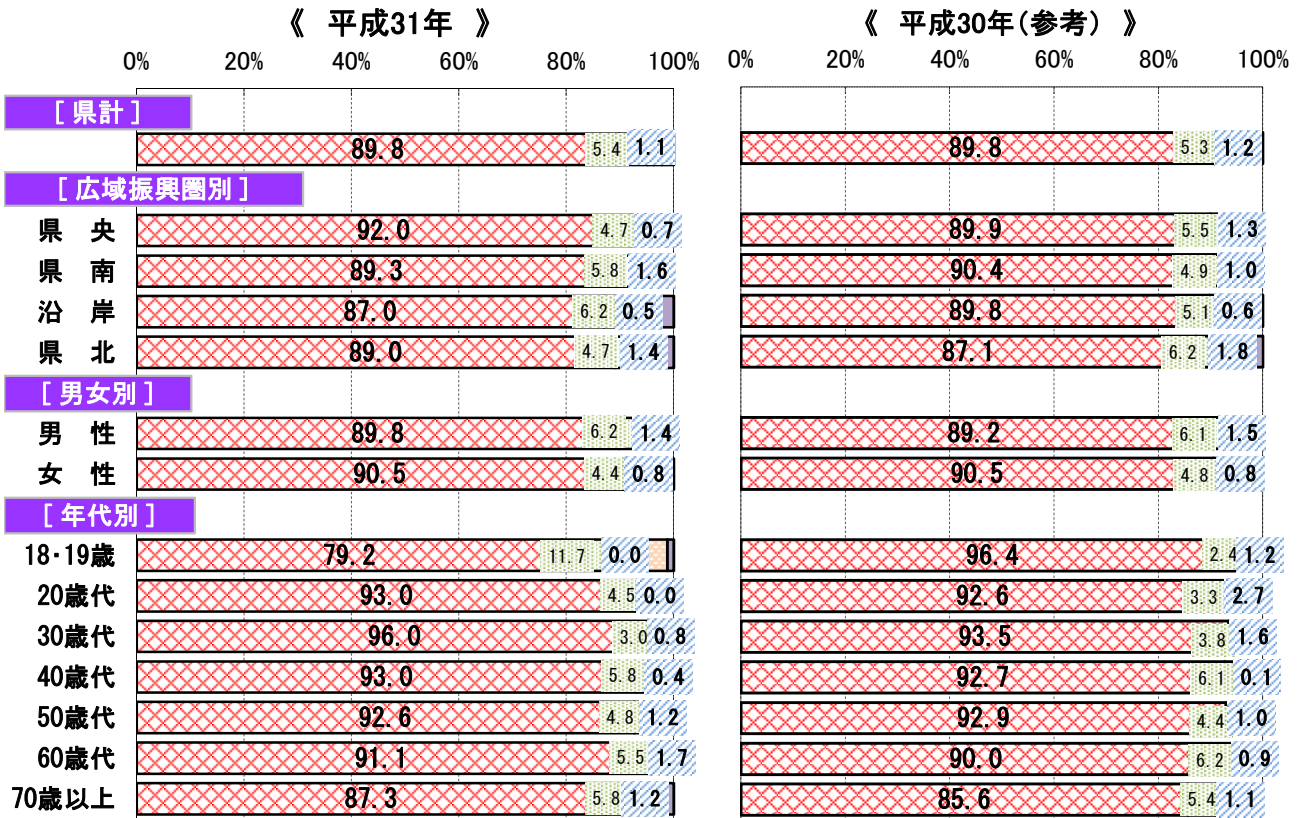 《 平成31年 》 《 平成30年(参考) 》
0% 20% 40% 60% 80% 100% 0% 20% 40% 60% 80% 100%
[ 県計 ]
89.8 5.4 1.1 89.8 5.3 1.2
[ 広域振興圏別 ]
県 央 92.0 4.7 0.7 89.9 5.5 1.3
県 南 89.3 5.8 1.6 90.4 4.9 1.0
沿 岸 87.0 6.2 0.5 89.8 5.1 0.6
県 北 89.0 4.7 1.4 87.1 6.2 1.8
[ 男女別 ]
男 性 89.8 6.2 1.4 89.2 6.1 1.5
女 性 90.5 4.4 0.8 90.5 4.8 0.8
[ 年代別 ]
18・19歳 79.2 11.7 0.0 96.4 2.4 1.2
20歳代 93.0 4.5 0.0 92.6 3.3 2.7
30歳代 96.0 3.0 0.8 93.5 3.8 1.6
40歳代 93.0 5.8 0.4 92.7 6.1 0.1
50歳代 92.6 4.8 1.2 92.9 4.4 1.0
60歳代 91.1 5.5 1.7 90.0 6.2 0.9
70歳以上 87.3 5.8 1.2 85.6 5.4 1.1